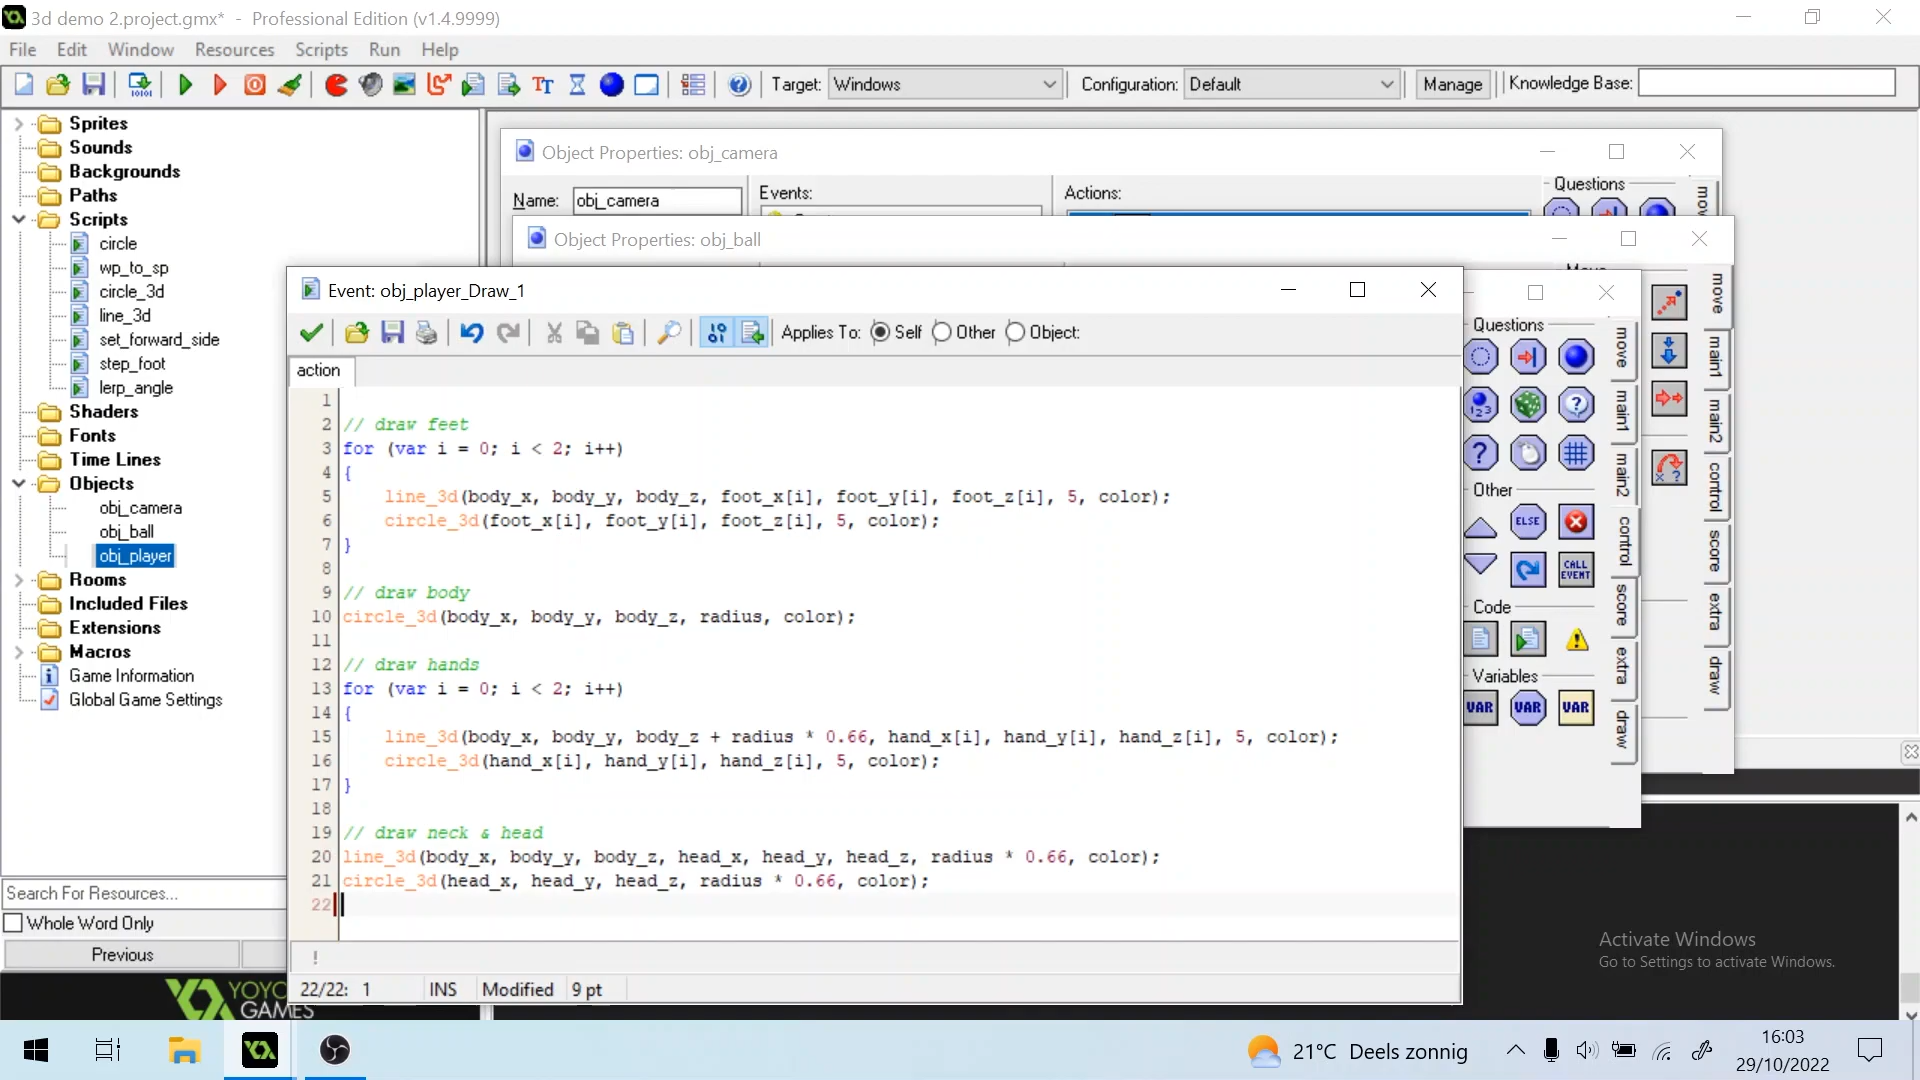 3d demo 2.project.gmx* - Professional Edition (v1.4.9999)
File Edit Window Resources Scripts Run Help
Target: Windows Configuration: Default Manage Knowledge Base:
Sprites
Sounds
Backgrounds
Paths
Scripts
circle
wp_to_sp
circle_3d
line_3d
set_forward_side
step_foot
lerp_angle
Shaders
Fonts
Time Lines
Objects
obj_camera
obj_ball
obj_player
Rooms
Included Files
Extensions
Macros
Game Information
Global Game Settings
Search For Resources...
Whole Word Only
Previous
YOYO
GAMES
Object Properties: obj_camera
Name: obj_camera
Events:
Actions:
Questions
Object Properties: obj_ball
Event: obj_player_Draw_1
Applies To: Self Other Object:
action
1
2 // draw feet
3 for (var i = 0; i < 2; i++)
4 {
5 line_3d(body_x, body_y, body_z, foot_x[i], foot_y[i], foot_z[i], 5, color);
6 circle_3d(foot_x[i], foot_y[i], foot_z[i], 5, color);
7 }
8
9 // draw body
10 circle_3d(body_x, body_y, body_z, radius, color);
11
12 // draw hands
13 for (var i = 0; i < 2; i++)
14 {
15 line_3d(body_x, body_y, body_z + radius * 0.66, hand_x[i], hand_y[i], hand_z[i], 5, color);
16 circle_3d(hand_x[i], hand_y[i], hand_z[i], 5, color);
17 }
18
19 // draw neck & head
20 line_3d(body_x, body_y, body_z, head_x, head_y, head_z, radius * 0.66, color);
21 circle_3d(head_x, head_y, head_z, radius * 0.66, color);
22
!
22/22: 1 INS Modified 9 pt
Questions
123
Other
ELSE
CALL
EVENT
Code
Variables
VAR VAR VAR
move
main1
main2
control
score
extra
draw
move
main1
main2
control
score
extra
draw
Activate Windows
Go to Settings to activate Windows.
21°C Deels zonnig
16:03
29/10/2022